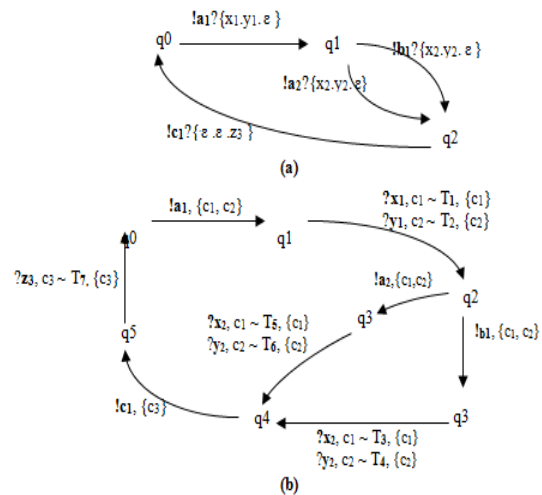 !a1?{x1.y1.ε}
q0
q1
!b1?{x2.y2.ε}
!a2?{x2.y2.ε}
q2
!c1?{ε.ε.z3}
(a)
!a1, {c1, c2}
?x1, c1 ~ T1, {c1}
?y1, c2 ~ T2, {c2}
q0
q1
!a2,{c1,c2}
q2
?z3, c3 ~ T7, {c3}
q3
?x2, c1 ~ T5, {c1}
?y2, c2 ~ T6, {c2}
!b1, {c1, c2}
q5
!c1, {c3}
q4
q3
?x2, c1 ~ T3, {c1}
?y2, c2 ~ T4, {c2}
(b)